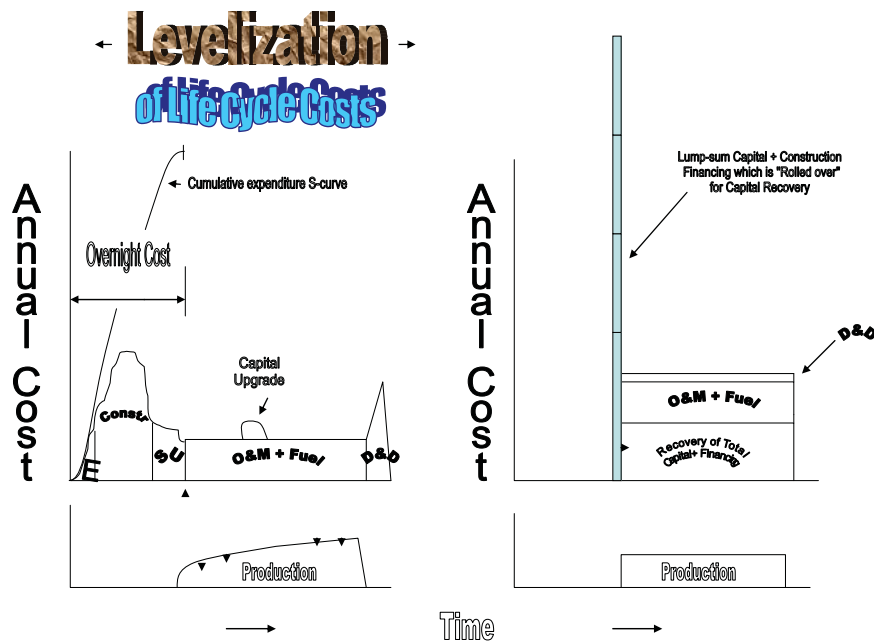 Levelization
of Life Cycle Costs
Annual Cost
Cumulative expenditure S-curve
Overnight Cost
Capital
Upgrade
Constr
E
SU
O&M + Fuel
D&D
Production
Annual Cost
Lump-sum Capital + Construction
Financing which is "Rolled over"
for Capital Recovery
D&D
O&M + Fuel
Recovery of Total
Capital+ Financing
Production
Time